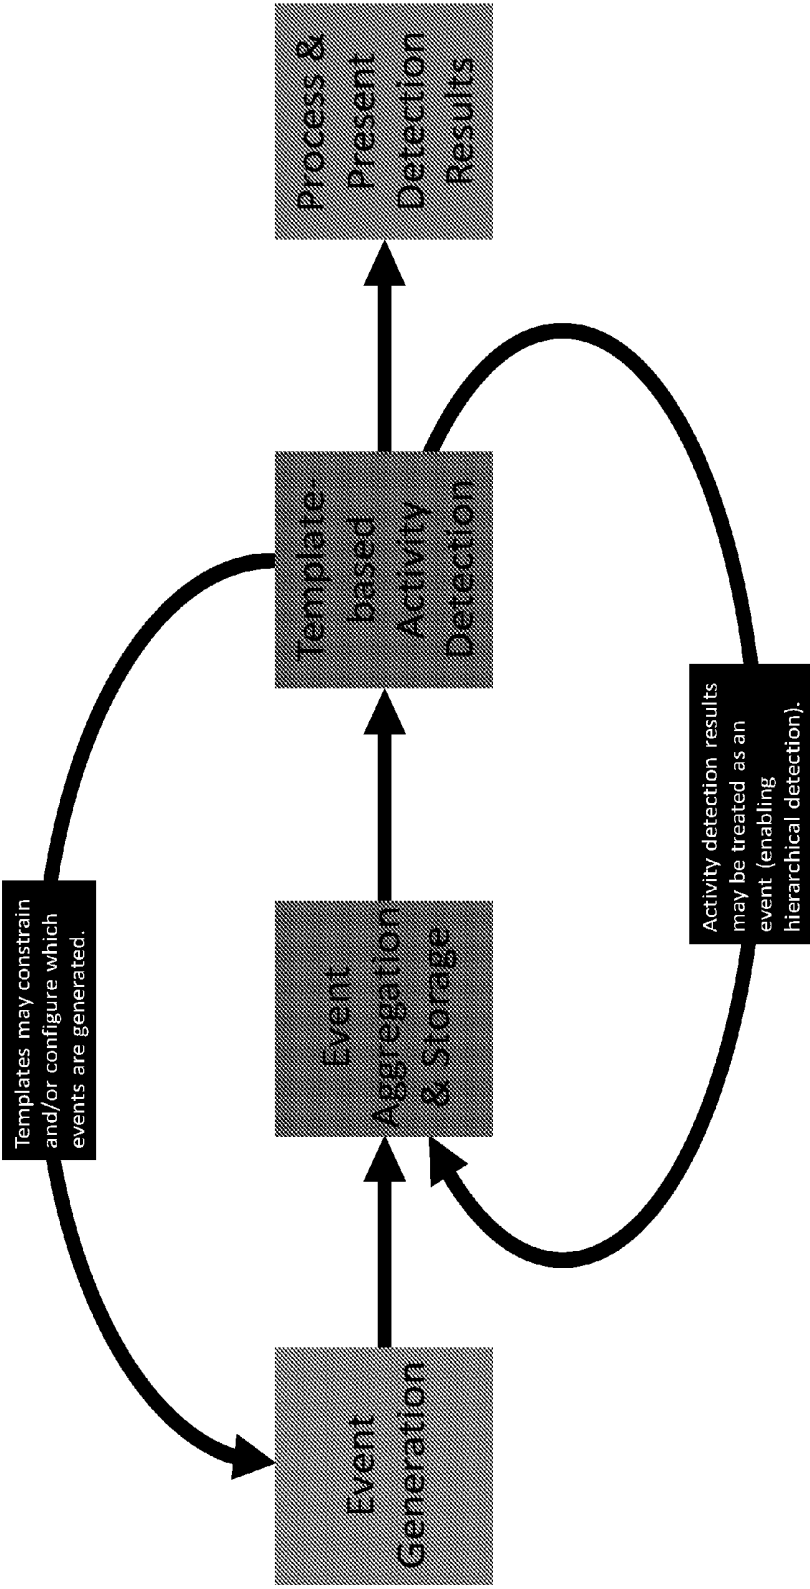 Templates may constrain
and/or configure which
events are generated.
Event
Generation
Event
Aggregation
& Storage
Template-
based
Activity
Detection
Process &
Present
Detection
Results
Activity detection results
may be treated as an
event (enabling
hierarchical detection).